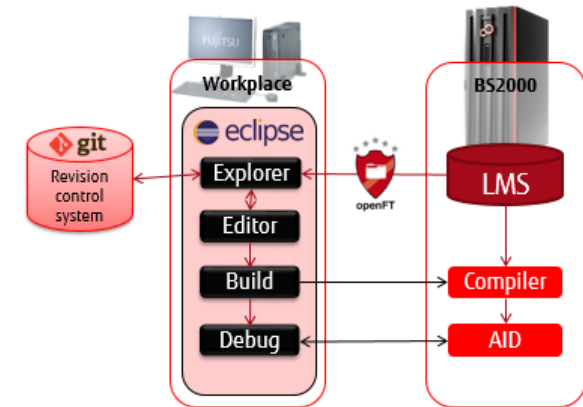 FUJITSU
Workplace
BS2000
eclipse
git
Revision
control
system
Explorer
openFT
LMS
Editor
Build
Compiler
Debug
AID